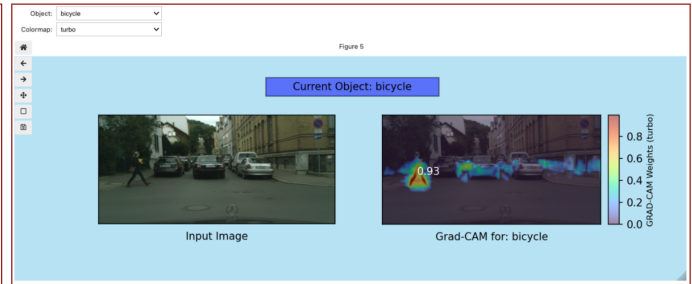 Object: bicycle
Colormap: turbo
Figure 5
Current Object: bicycle
0.93
0.8
0.6
0.4
0.2
0.0
GRAD-CAM Weights (turbo)
Input Image
Grad-CAM for: bicycle